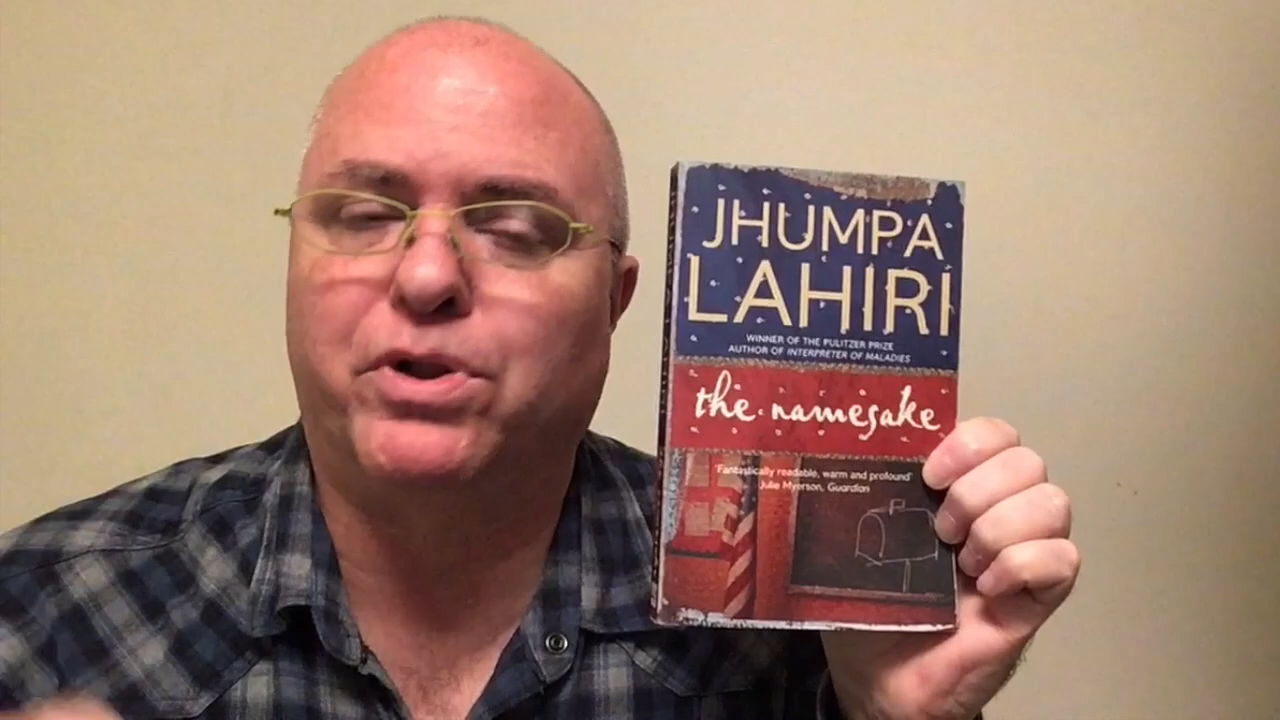 JHUMPA
LAHIRI
WINNER OF THE PULITZER PRIZE
AUTHOR OF INTERPRETER OF MALADIES
the namesake
'Fantastically readable, warm and profound'
Julie Myerson, Guardian